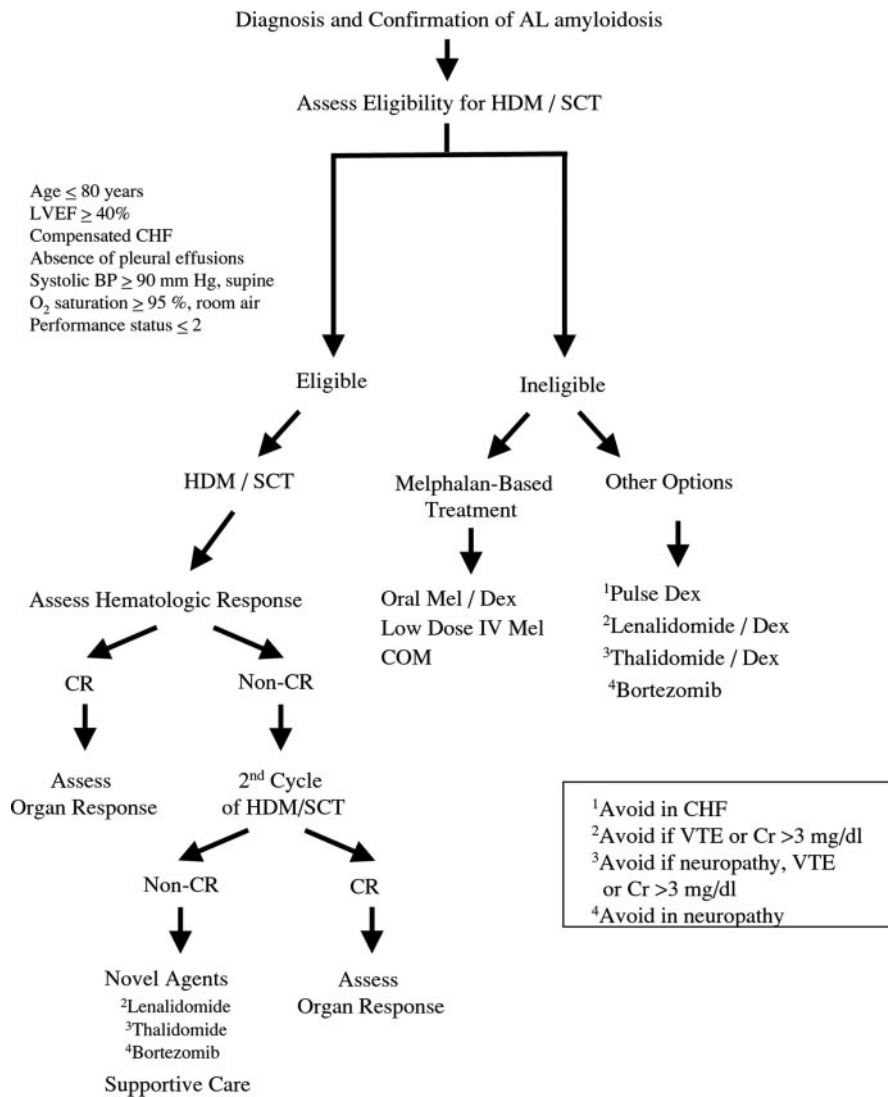 Diagnosis and Confirmation of AL amyloidosis
Assess Eligibility for HDM / SCT
Age ≤ 80 years
LVEF ≥ 40%
Compensated CHF
Absence of pleural effusions
Systolic BP ≥ 90 mm Hg, supine
O₂ saturation ≥ 95 %, room air
Performance status ≤ 2
Eligible
Ineligible
HDM / SCT
Melphalan-Based
Treatment
Other Options
Assess Hematologic Response
Oral Mel / Dex
Low Dose IV Mel
COM
¹Pulse Dex
²Lenalidomide / Dex
³Thalidomide / Dex
⁴Bortezomib
CR
Non-CR
Assess
Organ Response
2ⁿᵈ Cycle
of HDM/SCT
¹Avoid in CHF
²Avoid if VTE or Cr >3 mg/dl
³Avoid if neuropathy, VTE
or Cr >3 mg/dl
⁴Avoid in neuropathy
Non-CR
CR
Novel Agents
²Lenalidomide
³Thalidomide
⁴Bortezomib
Supportive Care
Assess
Organ Response